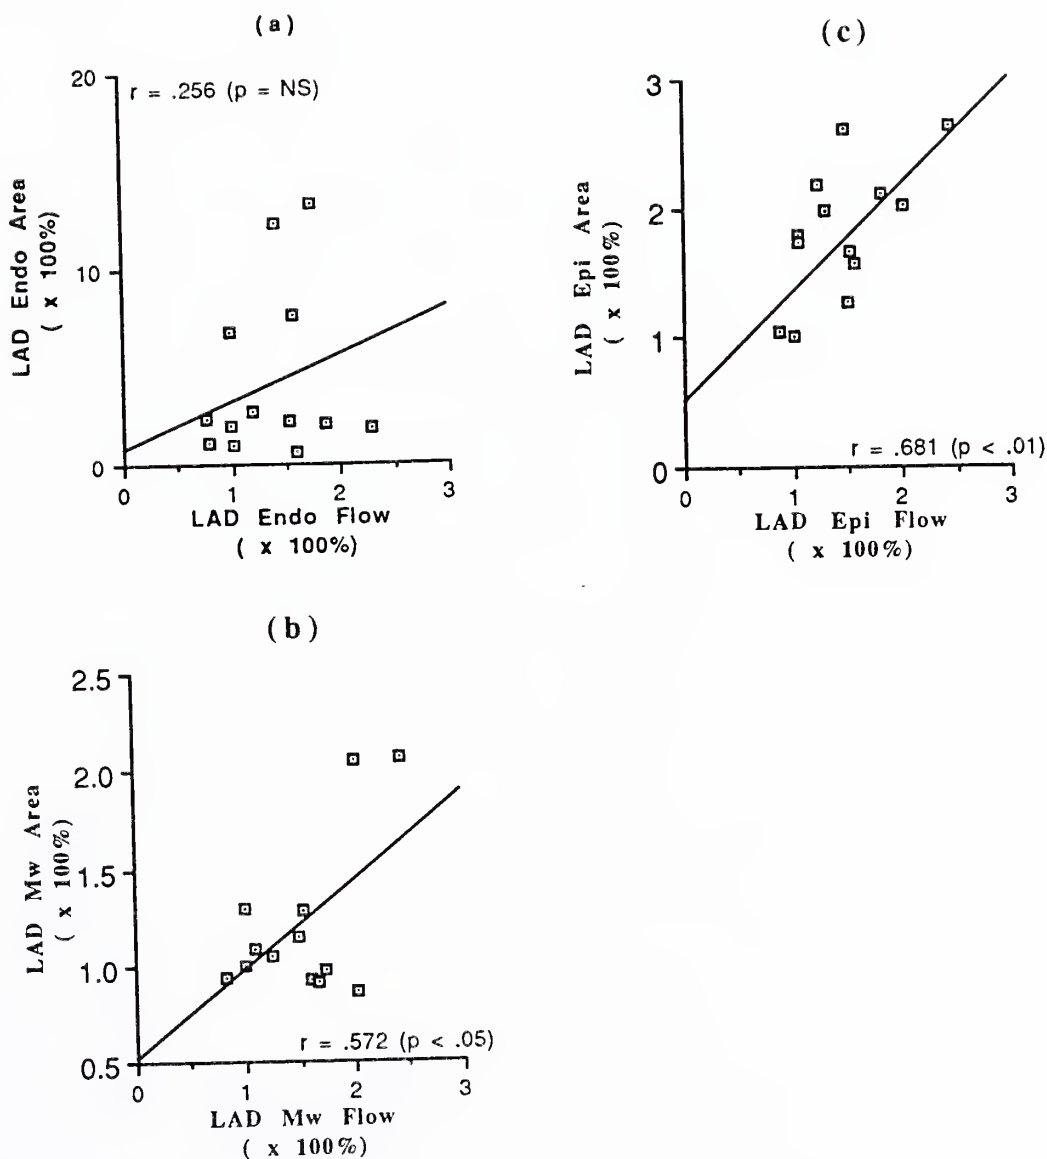 (a)
20
r = .256 (p = NS)
10
0
0 1 2 3
LAD Endo Area
( x 100%)
LAD Endo Flow
( x 100%)
(c)
3
2
1
0
r = .681 (p < .01)
0 1 2 3
LAD Epi Area
( x 100%)
LAD Epi Flow
( x 100%)
(b)
2.5
2.0
1.5
1.0
0.5
r = .572 (p < .05)
0 1 2 3
LAD Mw Area
( x 100%)
LAD Mw Flow
( x 100%)